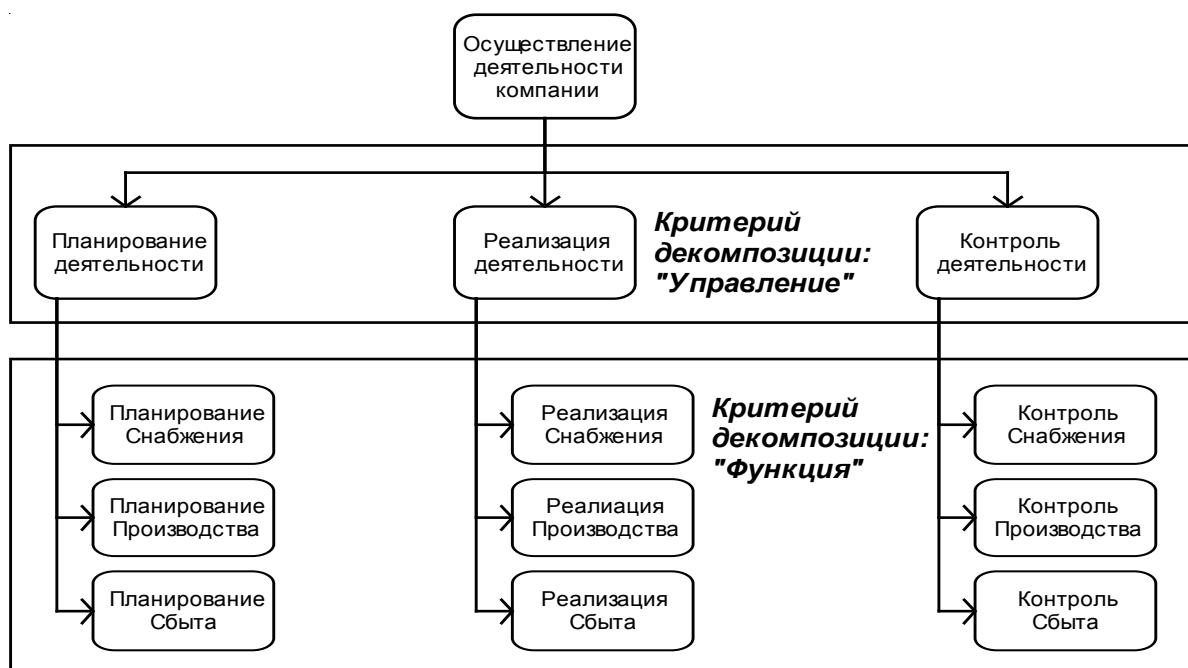 Осуществление
деятельности
компании
Планирование
деятельности
Реализация
деятельности
Критерий
декомпозиции:
"Управление"
Контроль
деятельности
Планирование
Снабжения
Реализация
Снабжения
Критерий
декомпозиции:
"Функция"
Контроль
Снабжения
Планирование
Производства
Реалиация
Производства
Контроль
Производства
Планирование
Сбыта
Реализация
Сбыта
Контроль
Сбыта